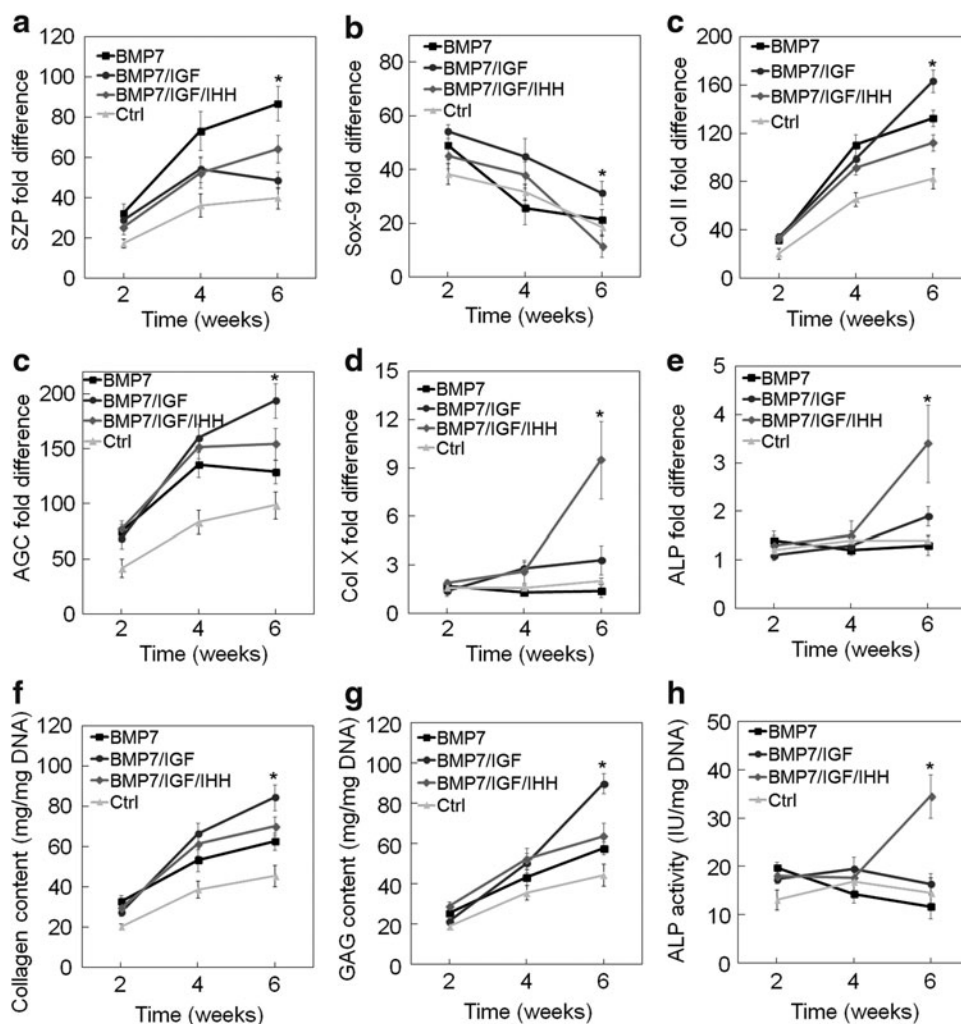 a
SZP fold difference
120
100
80
60
40
20
0
BMP7
BMP7/IGF
BMP7/IGF/IHH
Ctrl
*
2 4 6
Time (weeks)
b
Sox-9 fold difference
80
60
40
20
0
BMP7
BMP7/IGF
BMP7/IGF/IHH
Ctrl
*
2 4 6
Time (weeks)
c
Col II fold difference
200
160
120
80
40
0
BMP7
BMP7/IGF
BMP7/IGF/IHH
Ctrl
*
2 4 6
Time (weeks)
c
AGC fold difference
200
150
100
50
0
BMP7
BMP7/IGF
BMP7/IGF/IHH
Ctrl
*
2 4 6
Time (weeks)
d
Col X fold difference
15
12
9
6
3
0
BMP7
BMP7/IGF
BMP7/IGF/IHH
Ctrl
*
2 4 6
Time (weeks)
e
ALP fold difference
5
4
3
2
1
0
BMP7
BMP7/IGF
BMP7/IGF/IHH
Ctrl
*
2 4 6
Time (weeks)
f
Collagen content (mg/mg DNA)
120
100
80
60
40
20
0
BMP7
BMP7/IGF
BMP7/IGF/IHH
Ctrl
*
2 4 6
Time (weeks)
g
GAG content (mg/mg DNA)
120
100
80
60
40
20
0
BMP7
BMP7/IGF
BMP7/IGF/IHH
Ctrl
*
2 4 6
Time (weeks)
h
ALP activity (IU/mg DNA)
50
40
30
20
10
0
BMP7
BMP7/IGF
BMP7/IGF/IHH
Ctrl
*
2 4 6
Time (weeks)